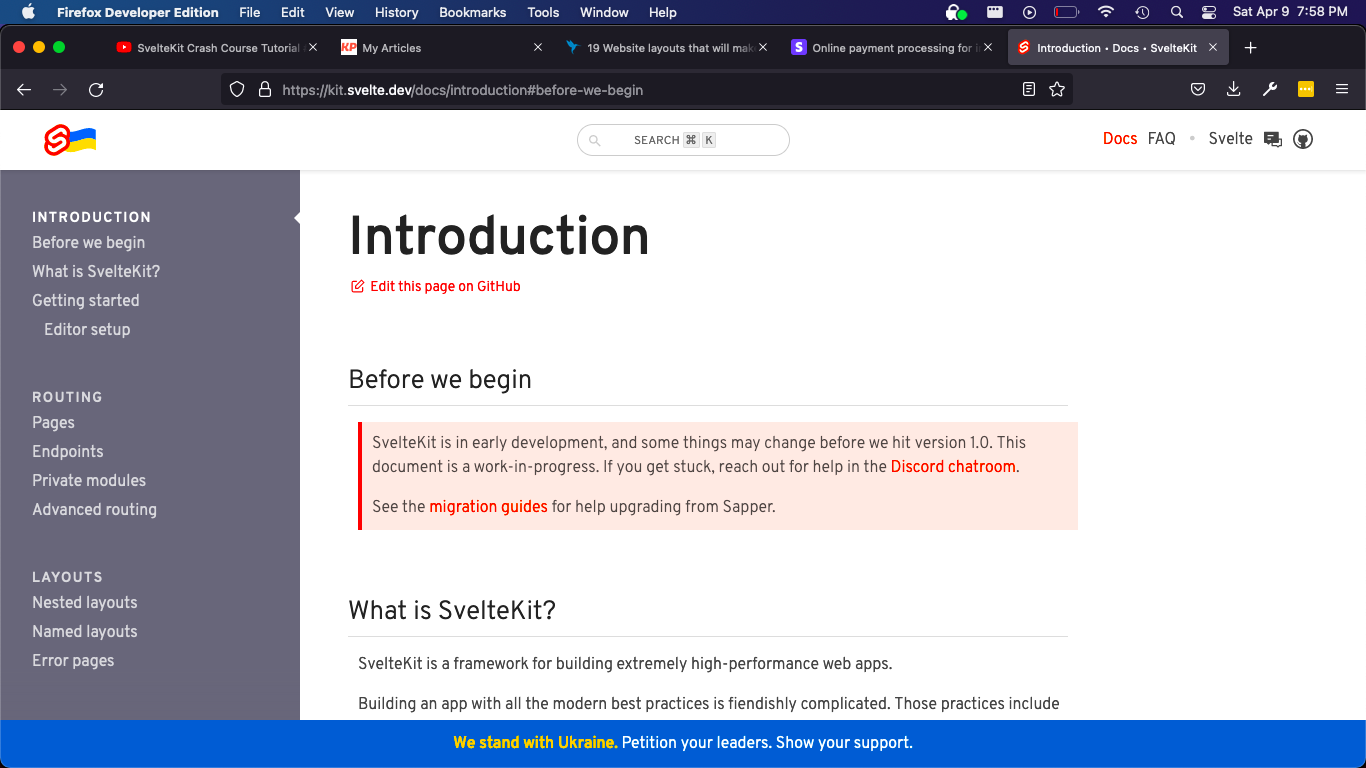 Firefox Developer Edition File Edit View History Bookmarks Tools Window Help Sat Apr 9 7:58 PM
SvelteKit Crash Course Tutorial KP My Articles 19 Website layouts that will mak S Online payment processing for i Introduction • Docs • SvelteKit
https://kit.svelte.dev/docs/introduction#before-we-begin
SEARCH ⌘ K
Docs FAQ • Svelte
INTRODUCTION
Before we begin
What is SvelteKit?
Getting started
Editor setup
ROUTING
Pages
Endpoints
Private modules
Advanced routing
LAYOUTS
Nested layouts
Named layouts
Error pages
Introduction
Edit this page on GitHub
Before we begin
SvelteKit is in early development, and some things may change before we hit version 1.0. This
document is a work-in-progress. If you get stuck, reach out for help in the Discord chatroom.
See the migration guides for help upgrading from Sapper.
What is SvelteKit?
SvelteKit is a framework for building extremely high-performance web apps.
Building an app with all the modern best practices is fiendishly complicated. Those practices include
We stand with Ukraine. Petition your leaders. Show your support.